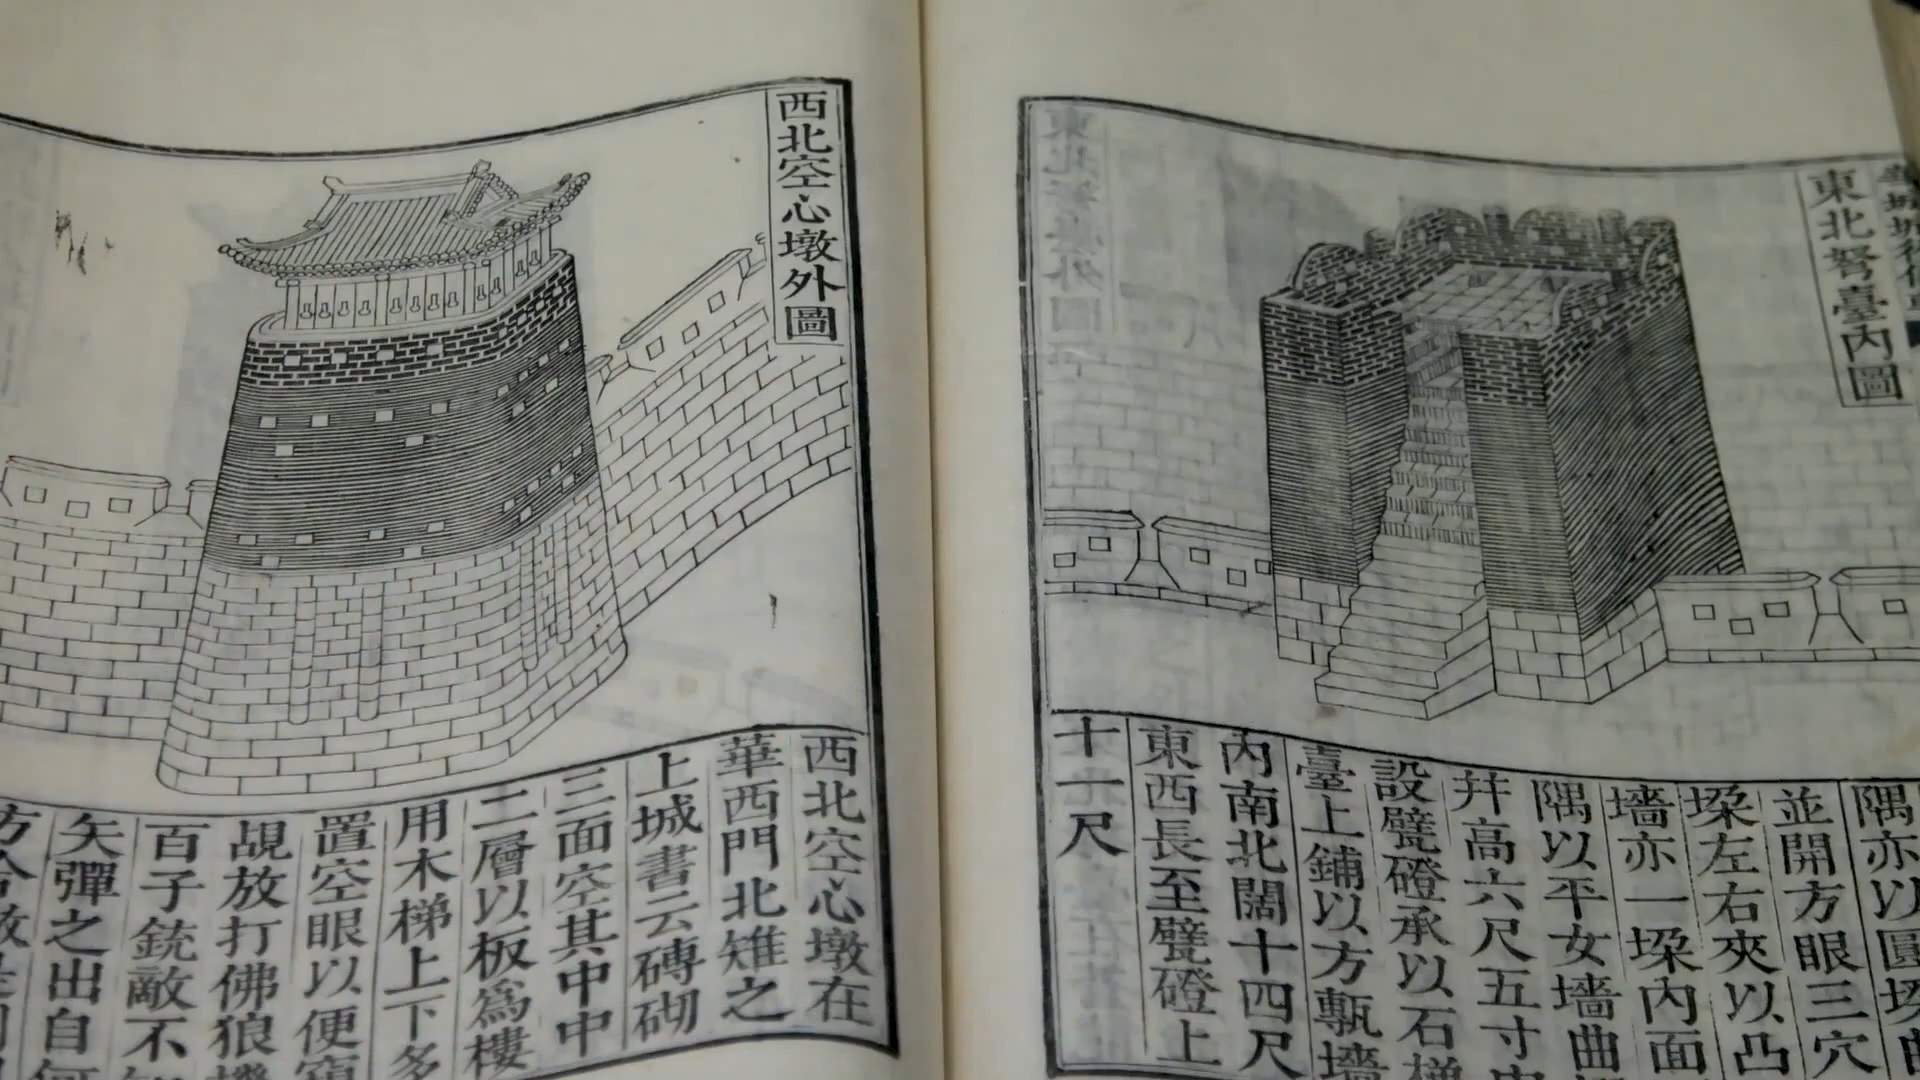 東北弩臺內圖
隅亦以圓垜
並開方眼三穴
垜左右夾以凸
墻亦一垜內面
隅以平女墻曲
幷高六尺五寸
設甓磴承以石
臺上鋪以方甎墻
內南北闊十四尺
東西長至甓磴上
十一尺
西北空心墩外圖
西北空心墩在
華西門北雉之
上城書云磚砌
三面空其中中
二層以板爲樓
用木梯上下多
置空眼以便窺
覘放打佛狼機
百子銃敵不
矢彈之出自何